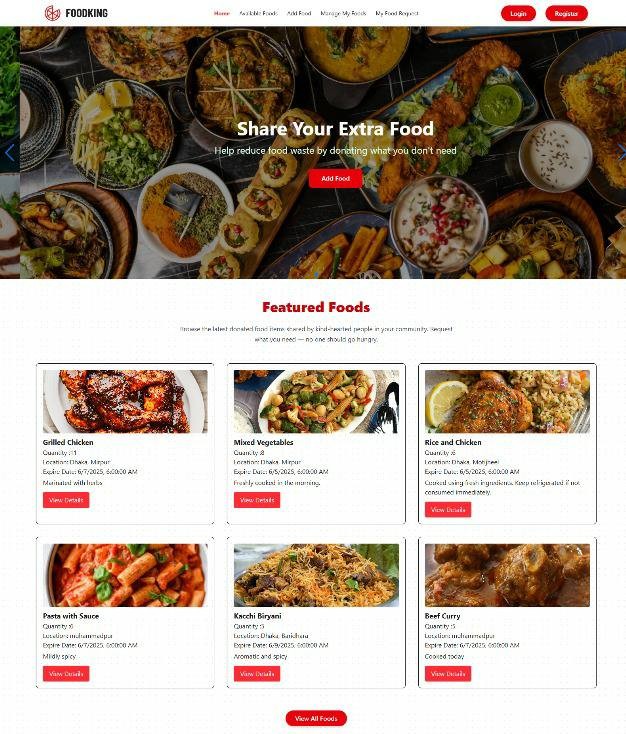 FOODKING
Home Available Foods Add Food Manage My Foods My Food Request
Login Register
Share Your Extra Food
Help reduce food waste by donating what you don't need
Add Food
Featured Foods
Browse the latest donated food items shared by kind-hearted people in your community. Request
what you need — no one should go hungry.
Grilled Chicken
Quantity :11
Location: Dhaka, Mirpur
Expire Date: 6/7/2025, 6:00:00 AM
Marinated with herbs
View Details
Mixed Vegetables
Quantity :8
Location: Dhaka, Mirpur
Expire Date: 6/5/2025, 6:00:00 AM
Freshly cooked in the morning.
View Details
Rice and Chicken
Quantity :6
Location: Dhaka, Motijheel
Expire Date: 6/5/2025, 6:00:00 AM
Cooked using fresh ingredients. Keep refrigerated if not
consumed immediately.
View Details
Pasta with Sauce
Quantity :6
Location: muhammadpur
Expire Date: 6/7/2025, 6:00:00 AM
Mildly spicy
View Details
Kacchi Biryani
Quantity :5
Location: Dhaka, Baridhara
Expire Date: 6/9/2025, 6:00:00 AM
Aromatic and spicy
View Details
Beef Curry
Quantity :5
Location: muhammadpur
Expire Date: 6/7/2025, 6:00:00 AM
Cooked today
View Details
View All Foods